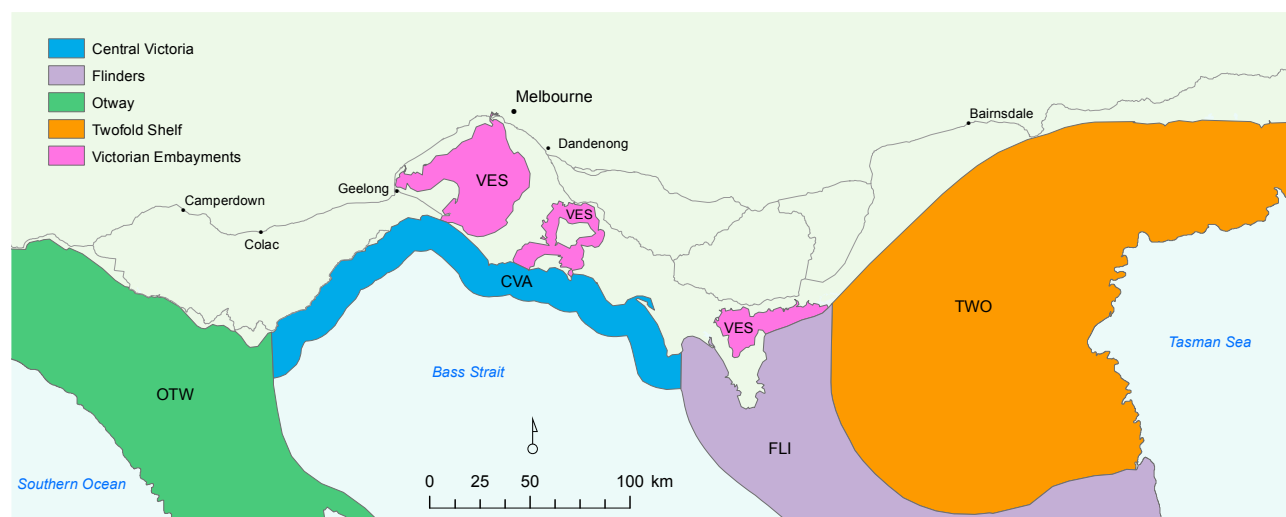 Central Victoria
Flinders
Otway
Twofold Shelf
Victorian Embayments
Melbourne
Bairnsdale
Dandenong
VES
Geelong
Camperdown
VES
Colac
CVA
TWO
VES
Tasman Sea
Bass Strait
OTW
FLI
Southern Ocean
0 25 50 100 km